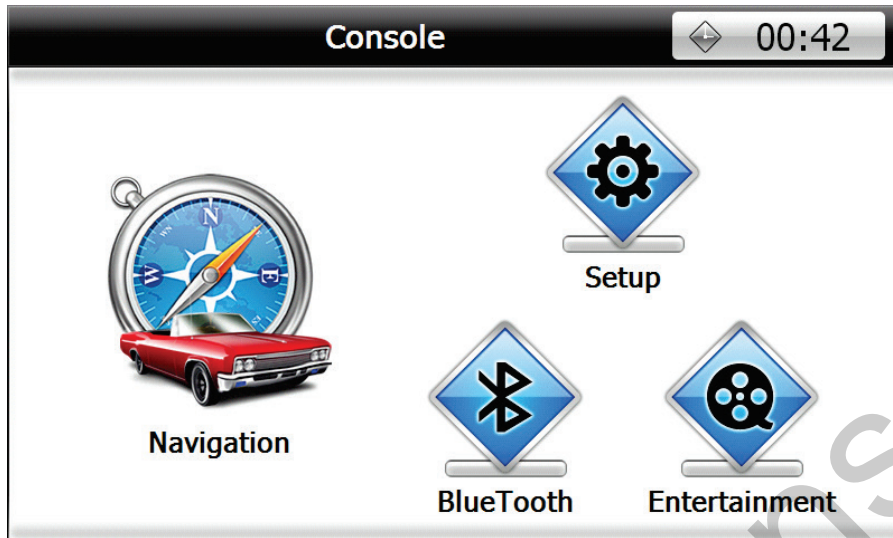 Console
00:42
N
W
E
Setup
Navigation
BlueTooth
Entertainment